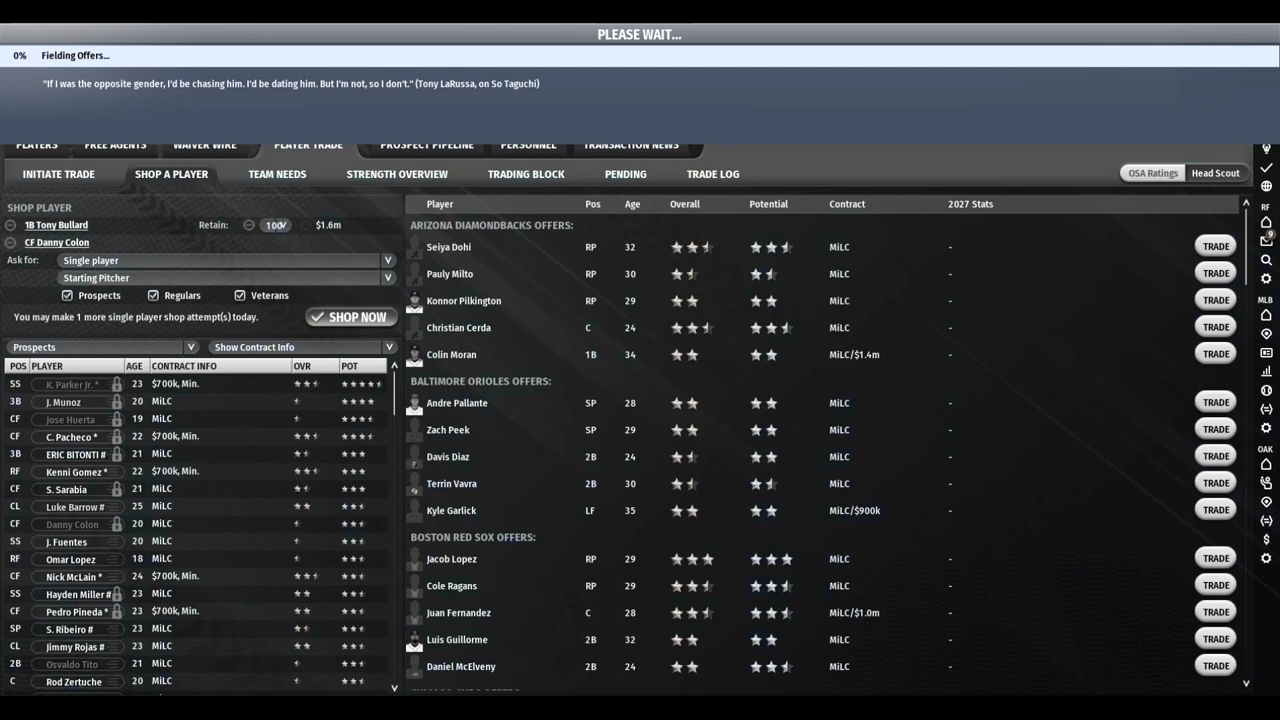 PLEASE WAIT...
0% Fielding Offers...
"If I was the opposite gender, I'd be chasing him. I'd be dating him. But I'm not, so I don't." (Tony LaRussa, on So Taguchi)
PLAYERS FREE AGENTS WAIVER WIRE PLAYER TRADE PROSPECT PIPELINE PERSONNEL TRANSACTION NEWS
INITIATE TRADE SHOP A PLAYER TEAM NEEDS STRENGTH OVERVIEW TRADING BLOCK PENDING TRADE LOG OSA Ratings Head Scout
SHOP PLAYER
1B Tony Bullard Retain: 100% $1.6m
CF Danny Colon
Ask for: Single player
Starting Pitcher
Prospects Regulars Veterans
You may make 1 more single player shop attempt(s) today. SHOP NOW
Prospects Show Contract Info
POS PLAYER AGE CONTRACT INFO OVR POT
SS K. Parker Jr. * 23 $700k, Min.
3B J. Munoz 20 MiLC
CF Jose Huerta 19 MiLC
CF C. Pacheco * 22 $700k, Min.
3B ERIC BITONTI # 21 MiLC
RF Kenni Gomez * 22 $700k, Min.
CF S. Sarabia 21 MiLC
CL Luke Barrow # 25 MiLC
CF Danny Colon 20 MiLC
SS J. Fuentes 20 MiLC
RF Omar Lopez 18 MiLC
CF Nick McLain * 24 $700k, Min.
SS Hayden Miller # 23 MiLC
CF Pedro Pineda * 23 $700k, Min.
SP S. Ribeiro # 23 MiLC
CL Jimmy Rojas # 23 MiLC
2B Osvaldo Tito 21 MiLC
C Rod Zertuche 20 MiLC
Player Pos Age Overall Potential Contract 2027 Stats
ARIZONA DIAMONDBACKS OFFERS:
Seiya Dohi RP 32 MiLC - TRADE
Pauly Milto RP 30 MiLC - TRADE
Konnor Pilkington RP 29 MiLC - TRADE
Christian Cerda C 24 MiLC - TRADE
Colin Moran 1B 34 MiLC/$1.4m - TRADE
BALTIMORE ORIOLES OFFERS:
Andre Pallante SP 28 MiLC - TRADE
Zach Peek SP 29 MiLC - TRADE
Davis Diaz 2B 24 MiLC - TRADE
Terrin Vavra 2B 30 MiLC - TRADE
Kyle Garlick LF 35 MiLC/$900k - TRADE
BOSTON RED SOX OFFERS:
Jacob Lopez RP 29 MiLC - TRADE
Cole Ragans RP 29 MiLC - TRADE
Juan Fernandez C 28 MiLC/$1.0m - TRADE
Luis Guillorme 2B 32 MiLC - TRADE
Daniel McElveny 2B 24 MiLC - TRADE
RF
9
MLB
OAK